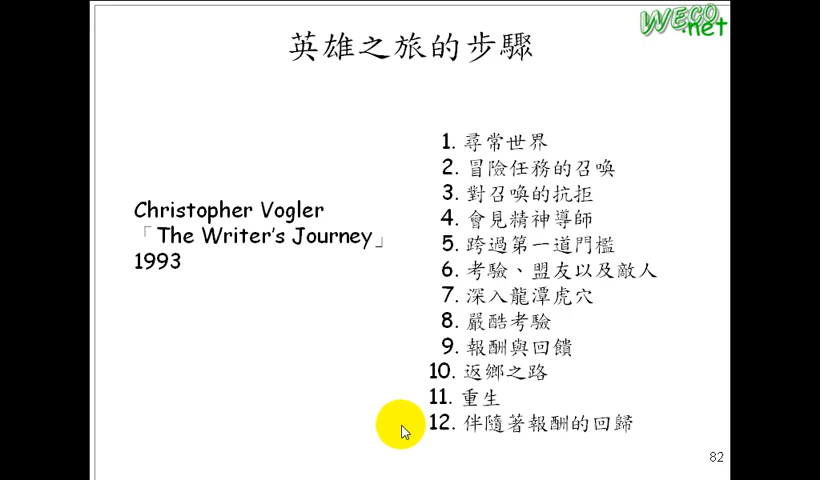 WECO
.net
英雄之旅的步驟
Christopher Vogler
「The Writer's Journey」
1993
1. 尋常世界
2. 冒險任務的召喚
3. 對召喚的抗拒
4. 會見精神導師
5. 跨過第一道門檻
6. 考驗、盟友以及敵人
7. 深入龍潭虎穴
8. 嚴酷考驗
9. 報酬與回饋
10. 返鄉之路
11. 重生
12. 伴隨著報酬的回歸
82